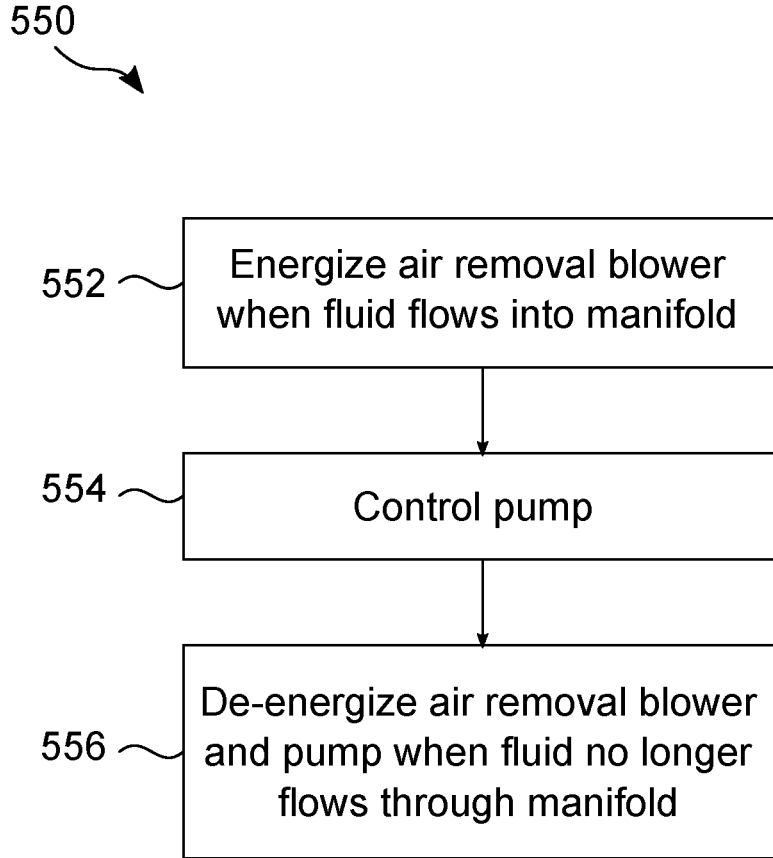 550
552
Energize air removal blower
when fluid flows into manifold
554
Control pump
556
De-energize air removal blower
and pump when fluid no longer
flows through manifold